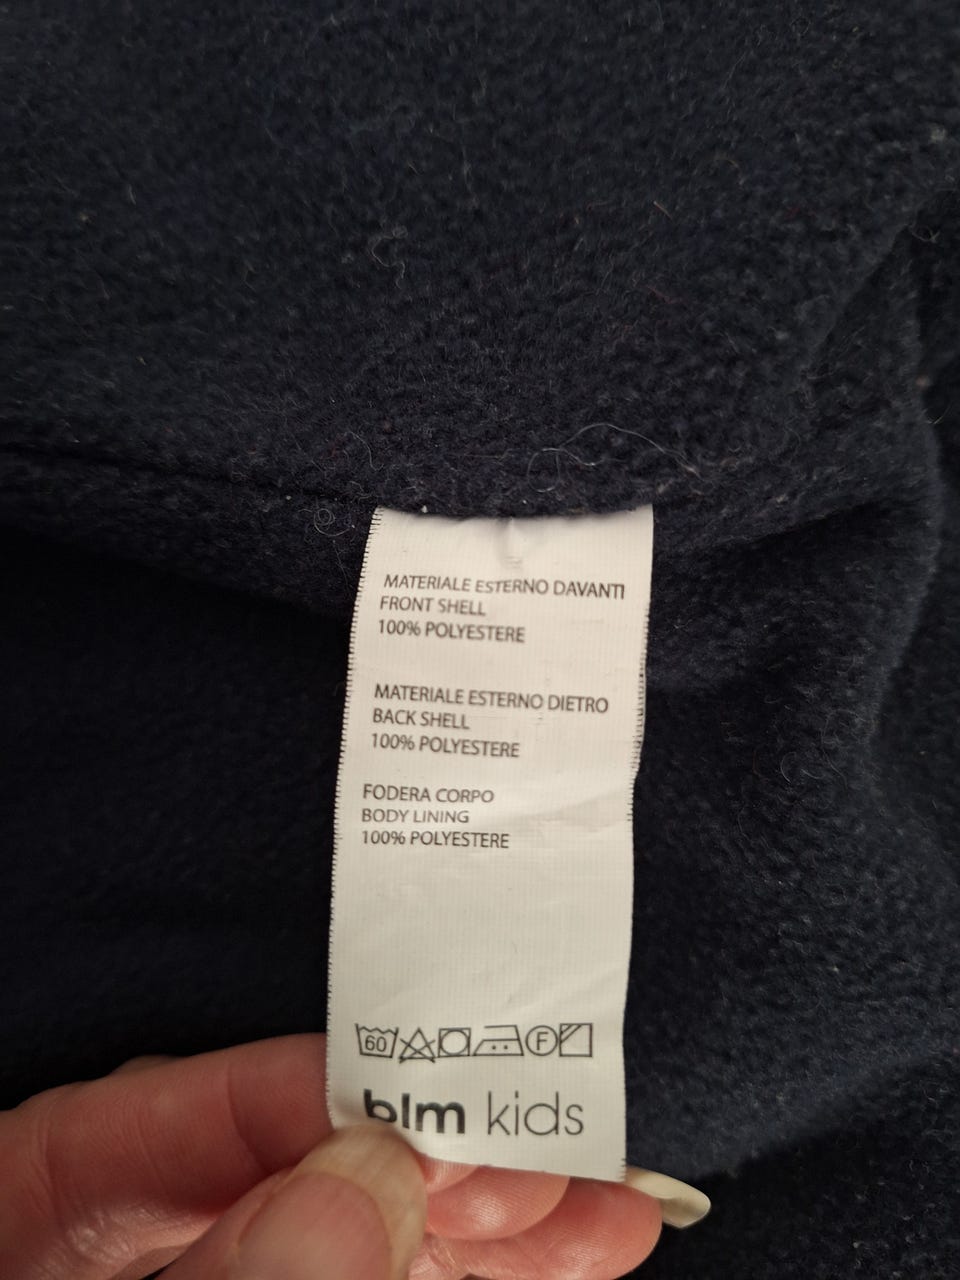 MATERIALE ESTERNO DAVANTI
FRONT SHELL
100% POLYESTERE
MATERIALE ESTERNO DIETRO
BACK SHELL
100% POLYESTERE
FODERA CORPO
BODY LINING
100% POLYESTERE
60 F
blm kids